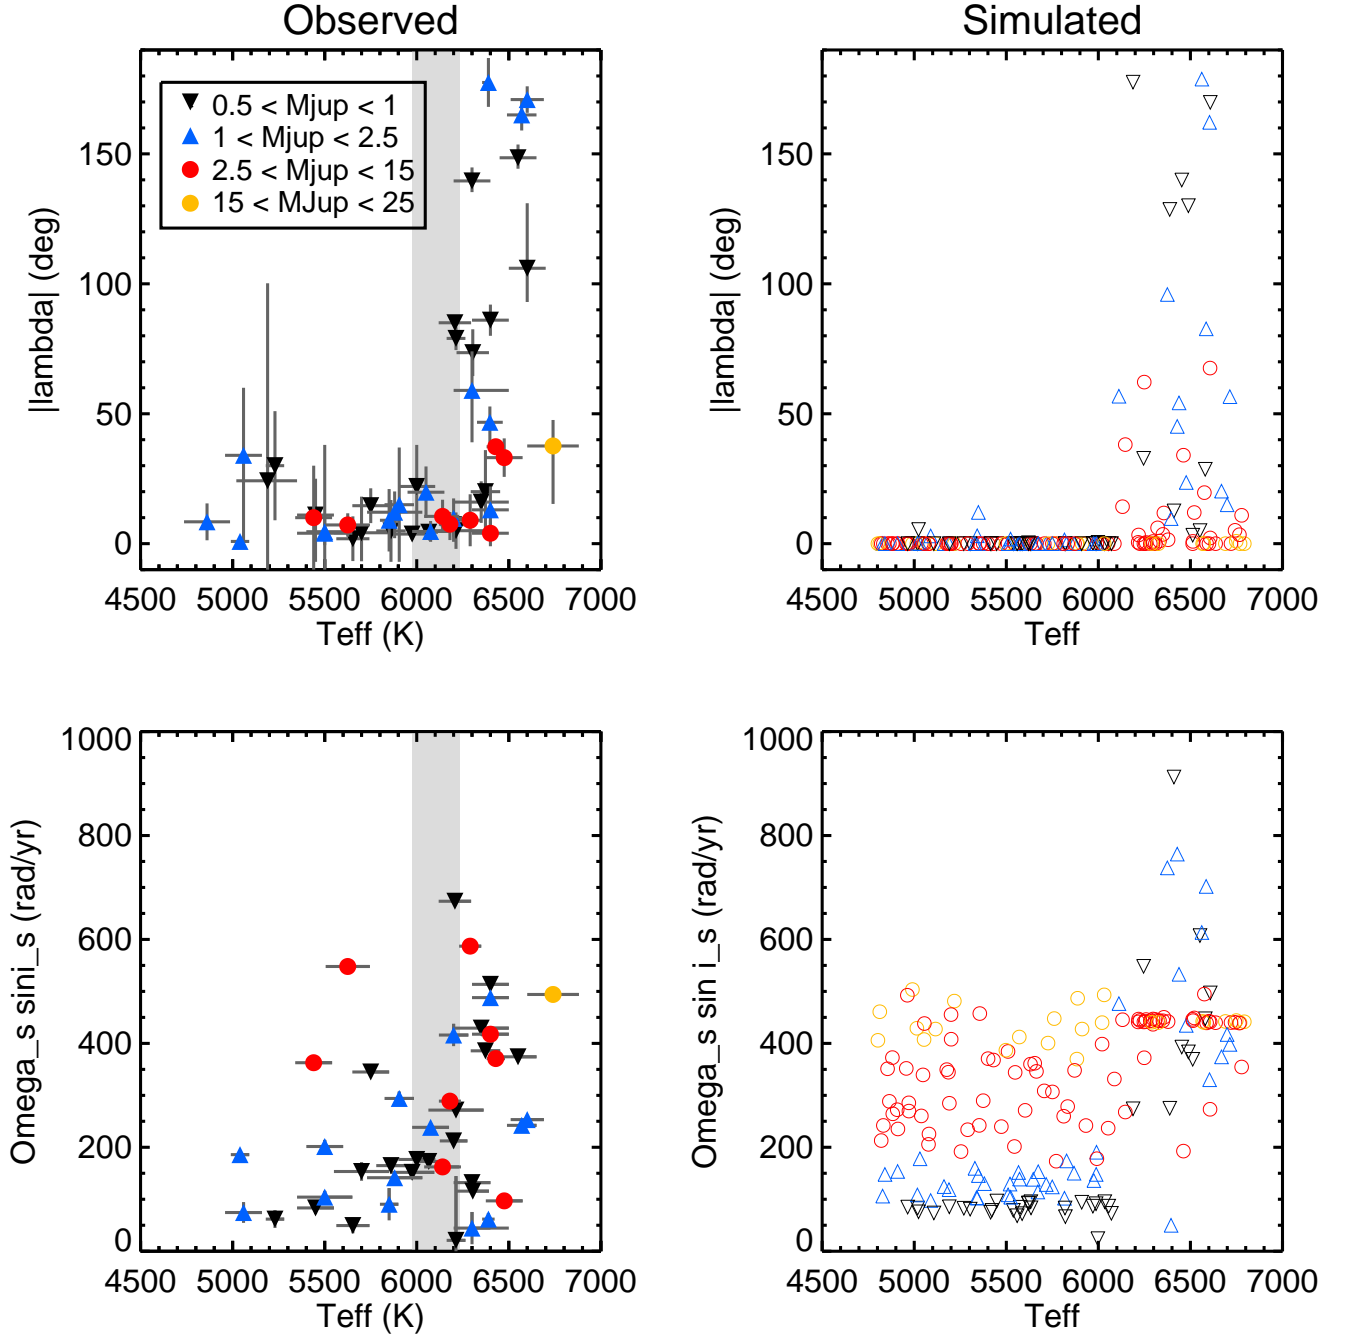 Observed
Simulated
0.5 < Mjup < 1
1 < Mjup < 2.5
2.5 < Mjup < 15
15 < MJup < 25
|lambda| (deg)
150
100
50
0
4500 5000 5500 6000 6500 7000
Teff (K)
|lambda| (deg)
150
100
50
0
4500 5000 5500 6000 6500 7000
Teff
Omega_s sini_s (rad/yr)
1000
800
600
400
200
0
4500 5000 5500 6000 6500 7000
Teff (K)
Omega_s sin i_s (rad/yr)
1000
800
600
400
200
0
4500 5000 5500 6000 6500 7000
Teff